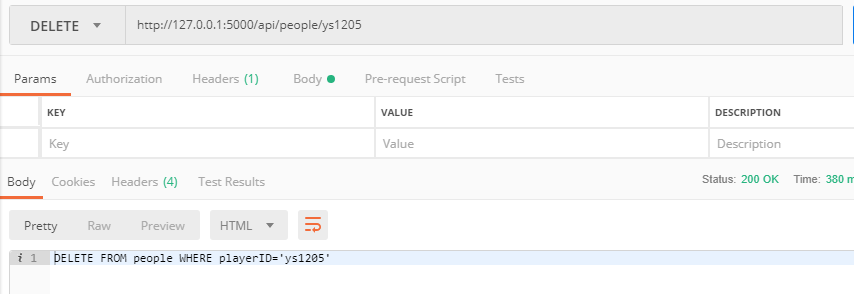 DELETE http://127.0.0.1:5000/api/people/ys1205
Params Authorization Headers (1) Body Pre-request Script Tests
KEY VALUE DESCRIPTION
Key Value Description
Body Cookies Headers (4) Test Results Status: 200 OK Time: 380 m
Pretty Raw Preview HTML
i 1 DELETE FROM people WHERE playerID='ys1205'